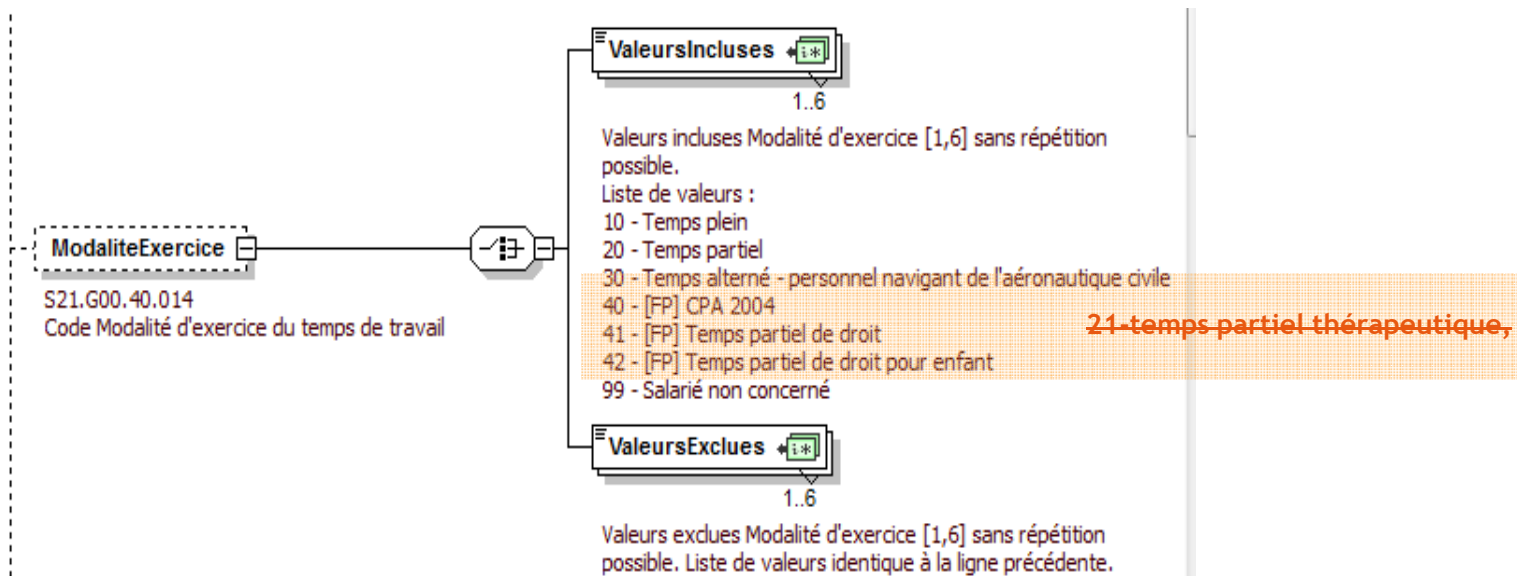 ValeursIncluses
1..6
Valeurs incluses Modalité d'exercice [1,6] sans répétition
possible.
Liste de valeurs :
10 - Temps plein
20 - Temps partiel
30 - Temps alterné - personnel navigant de l'aéronautique civile
40 - [FP] CPA 2004
41 - [FP] Temps partiel de droit
42 - [FP] Temps partiel de droit pour enfant
99 - Salarié non concerné
21-temps partiel thérapeutique,
ModaliteExercice
S21.G00.40.014
Code Modalité d'exercice du temps de travail
ValeursExclues
1..6
Valeurs exclues Modalité d'exercice [1,6] sans répétition
possible. Liste de valeurs identique à la ligne précédente.